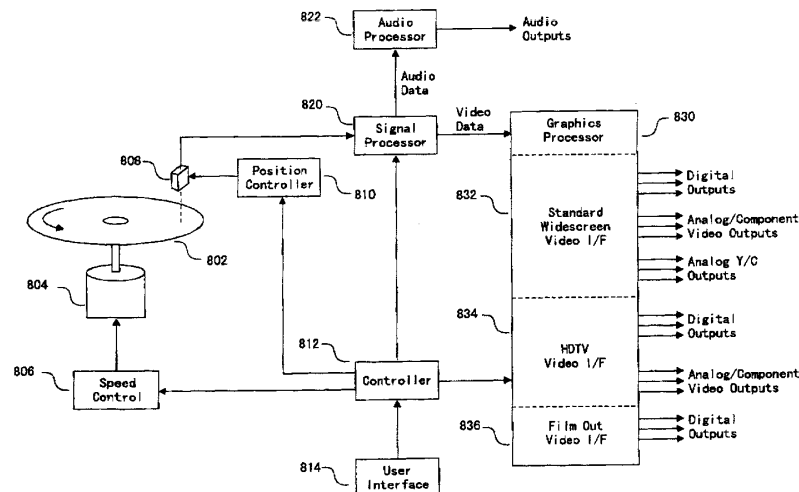 822
Audio
Processor
Audio
Outputs
Audio
Data
820
Signal
Processor
Video
Data
Graphics
Processor
830
808
Position
Controller
810
802
804
832
Standard
Widescreen
Video I/F
Digital
Outputs
Analog/Component
Video Outputs
Analog Y/C
Outputs
834
HDTV
Video I/F
Digital
Outputs
Analog/Component
Video Outputs
812
Controller
806
Speed
Control
836
Film Out
Video I/F
Digital
Outputs
814
User
Interface